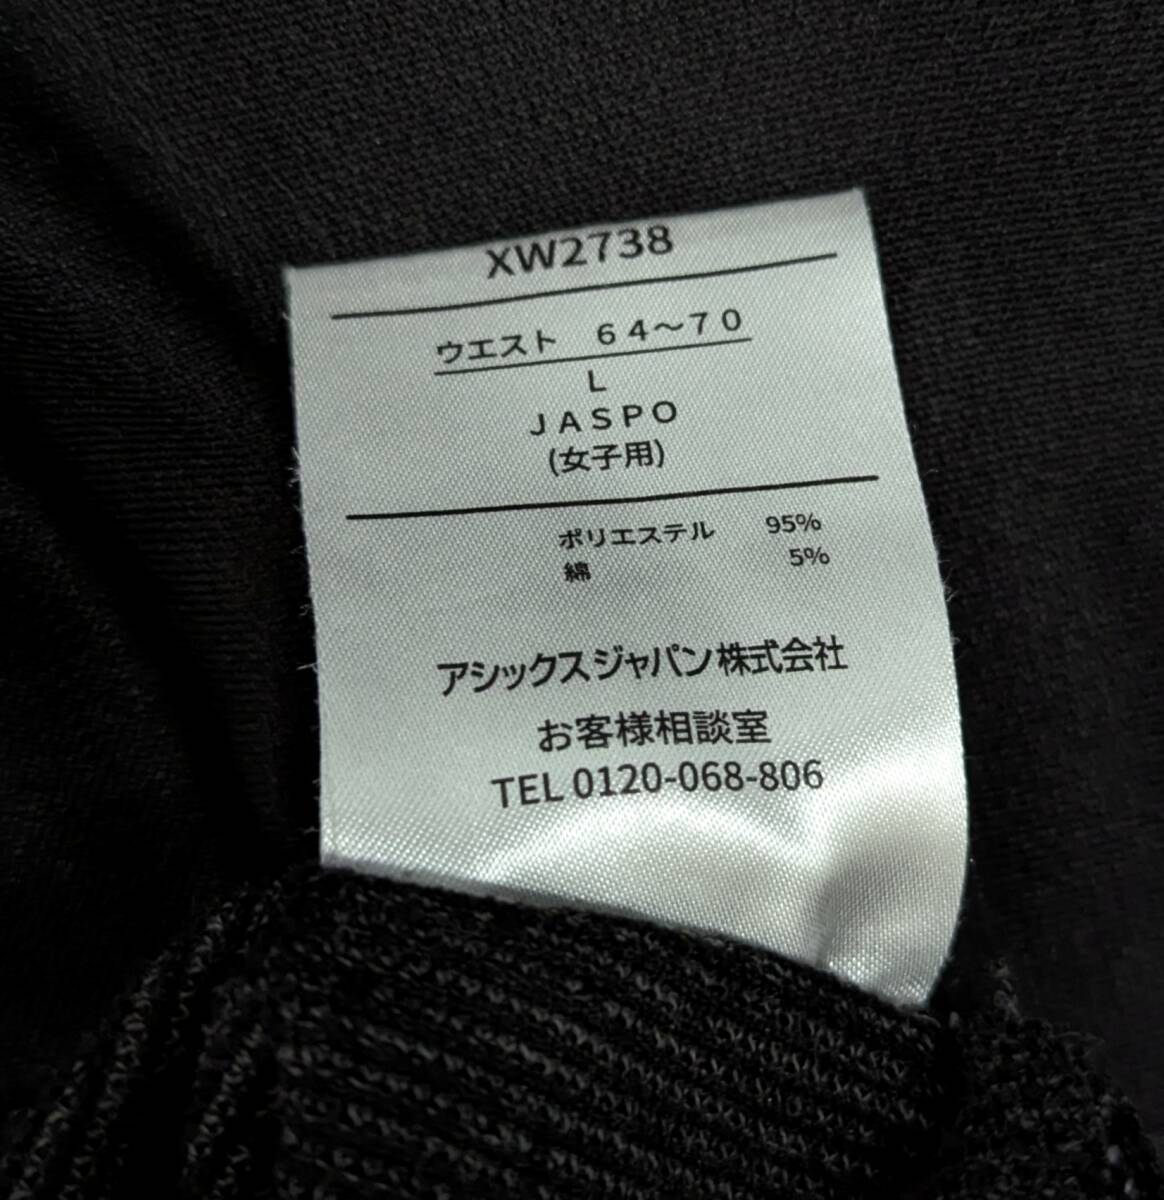 XW2738
ウエスト　６４～７０
L
ＪＡＳＰＯ
(女子用)
ポリエステル 95%
綿 5%
アシックスジャパン株式会社
お客様相談室
TEL 0120-068-806